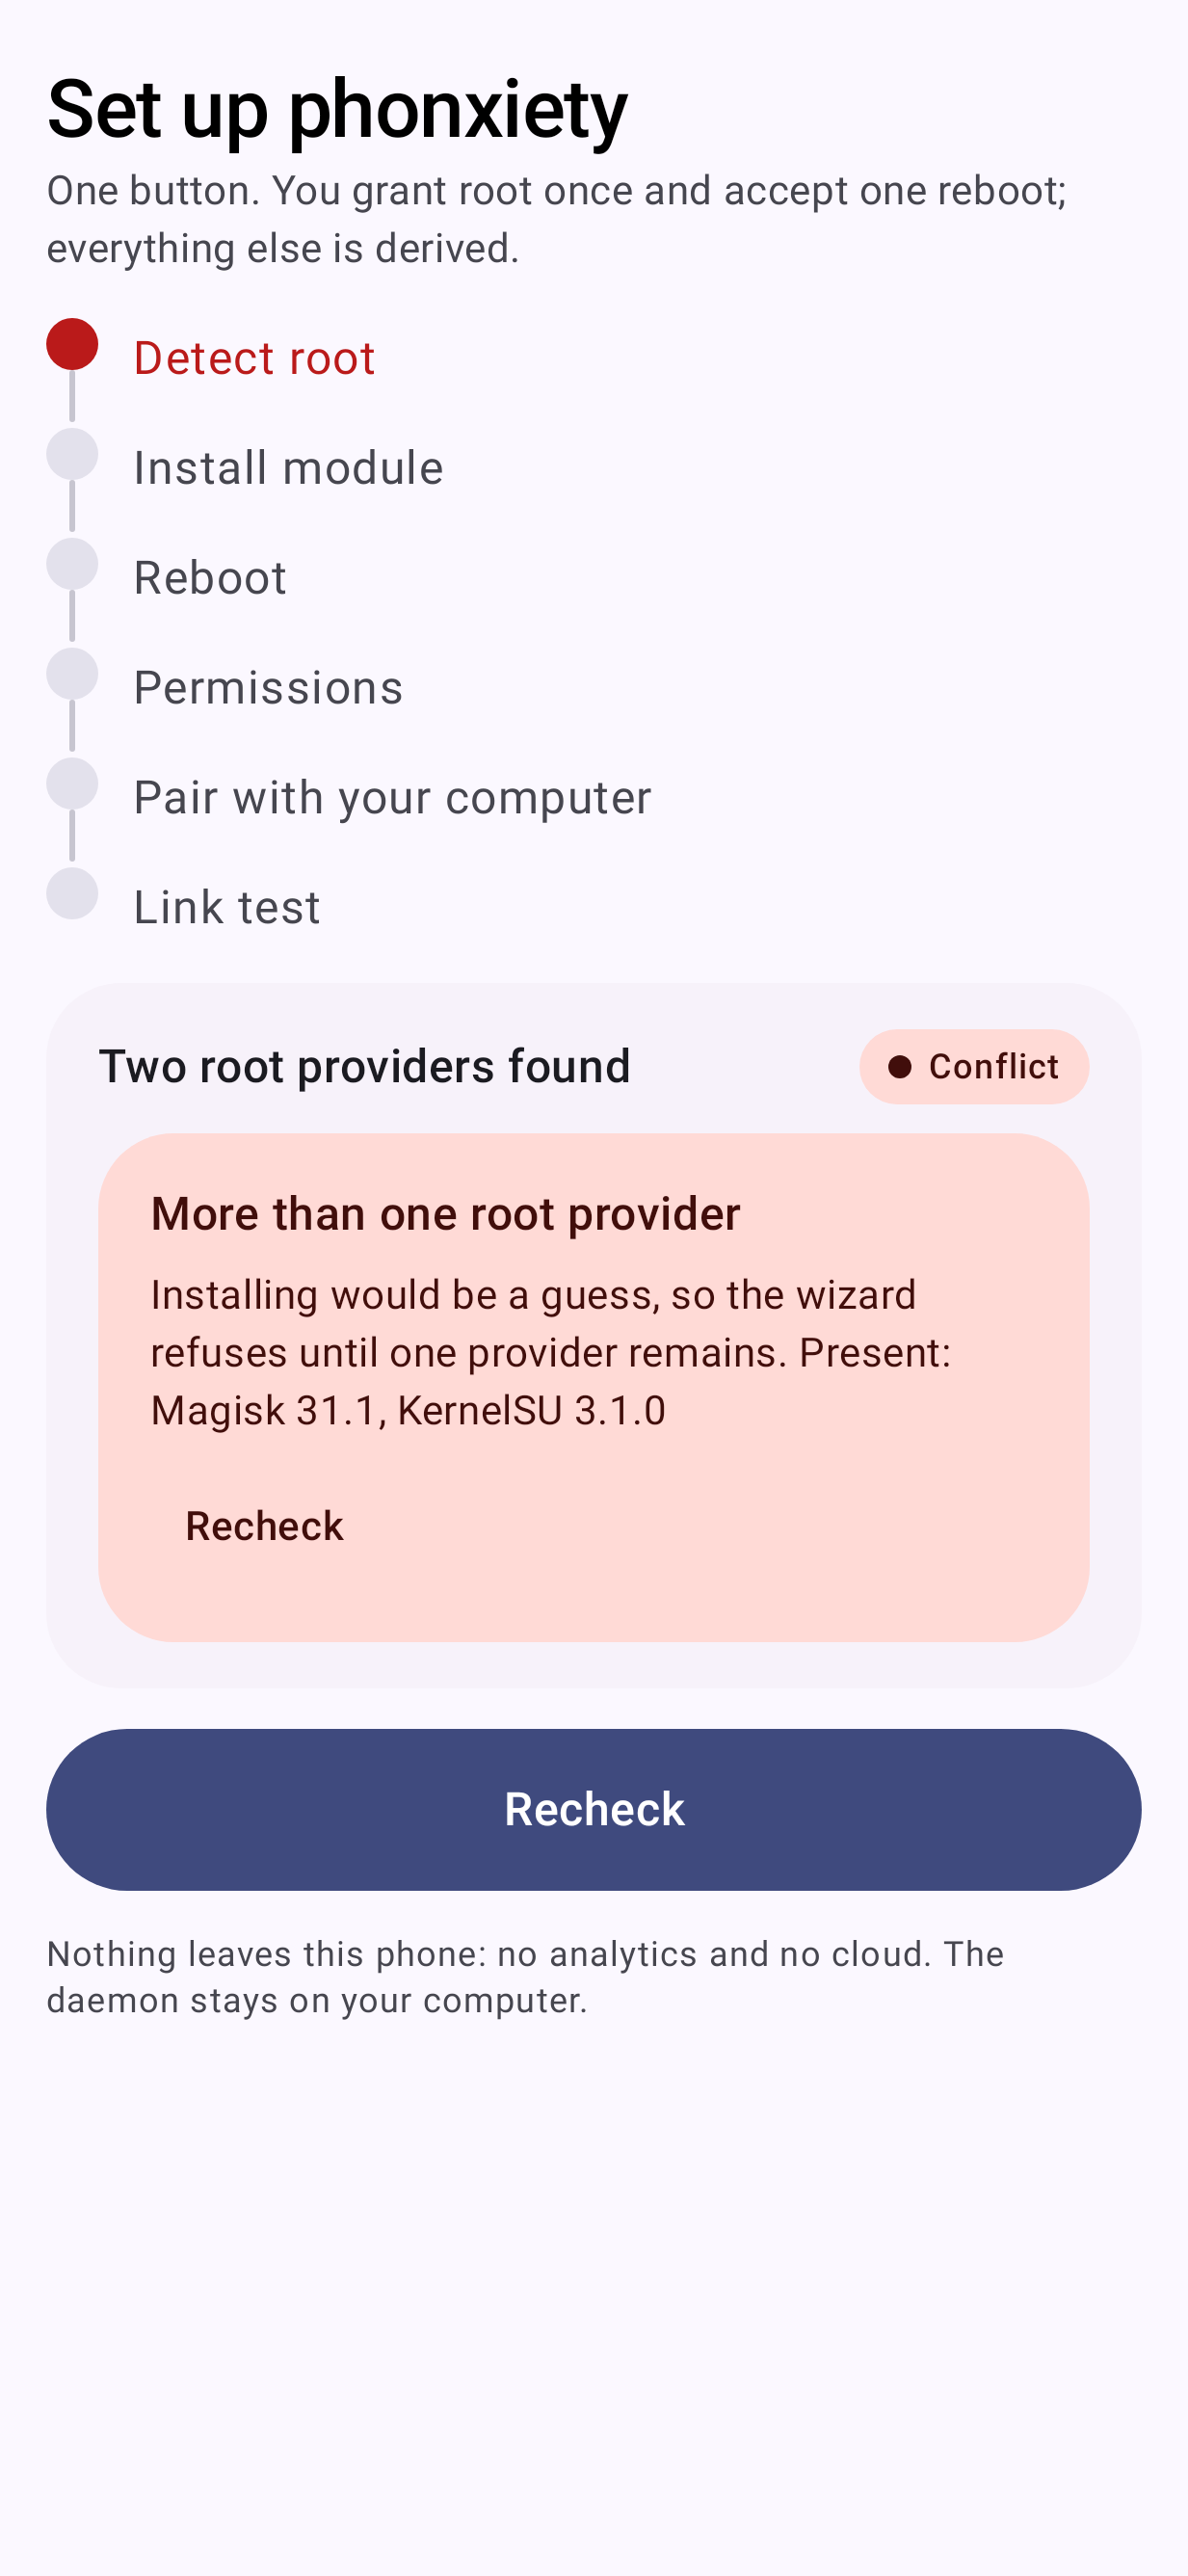 Set up phonxiety
One button. You grant root once and accept one reboot;
everything else is derived.
Detect root
Install module
Reboot
Permissions
Pair with your computer
Link test
Two root providers found
Conflict
More than one root provider
Installing would be a guess, so the wizard
refuses until one provider remains. Present:
Magisk 31.1, KernelSU 3.1.0
Recheck
Recheck
Nothing leaves this phone: no analytics and no cloud. The
daemon stays on your computer.